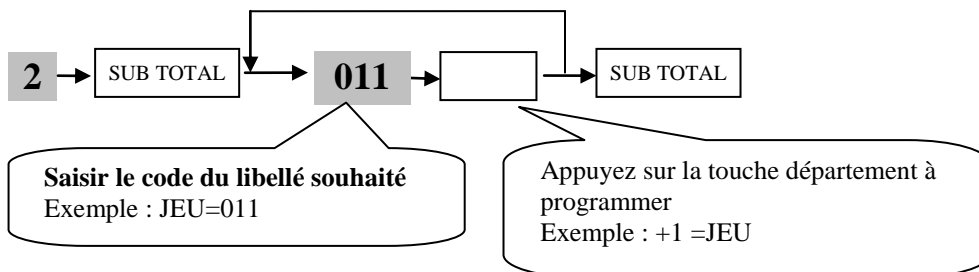 2 SUB TOTAL 011 SUB TOTAL
Saisir le code du libellé souhaité
Exemple : JEU=011
Appuyez sur la touche département à
programmer
Exemple : +1 =JEU